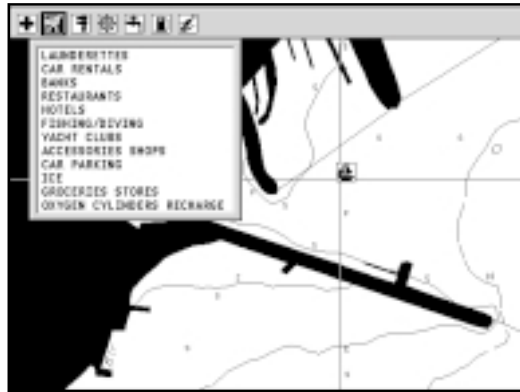 LAUNDERETTES
CAR RENTALS
BANKS
RESTAURANTS
HOTELS
FISHING/DIVING
YACHT CLUBS
ACCESSORIES SHOPS
CAR PARKING
ICE
GROCERIES STORES
OXYGEN CYLINDERS RECHARGE